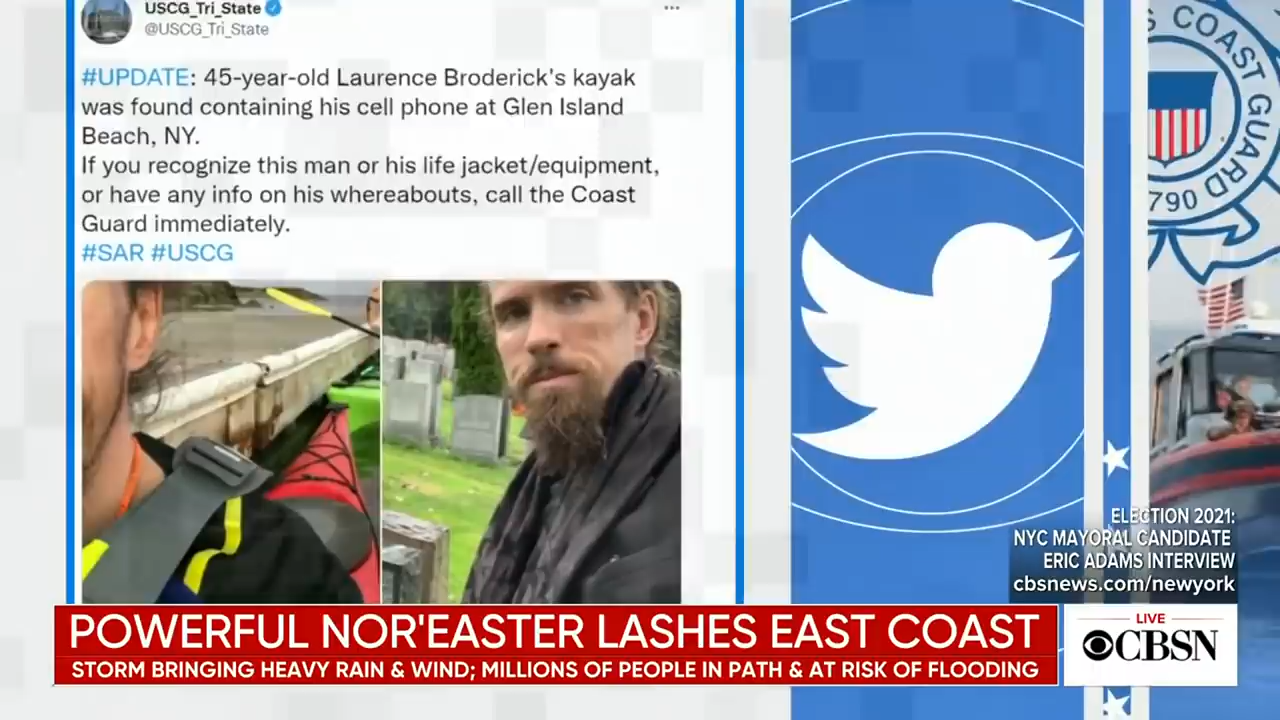 USCG_Tri_State
@USCG_Tri_State
#UPDATE: 45-year-old Laurence Broderick's kayak
was found containing his cell phone at Glen Island
Beach, NY.
If you recognize this man or his life jacket/equipment,
or have any info on his whereabouts, call the Coast
Guard immediately.
#SAR #USCG
COAST GUARD
1790
ELECTION 2021:
NYC MAYORAL CANDIDATE
ERIC ADAMS INTERVIEW
cbsnews.com/newyork
POWERFUL NOR'EASTER LASHES EAST COAST
STORM BRINGING HEAVY RAIN & WIND; MILLIONS OF PEOPLE IN PATH & AT RISK OF FLOODING
LIVE
CBSN